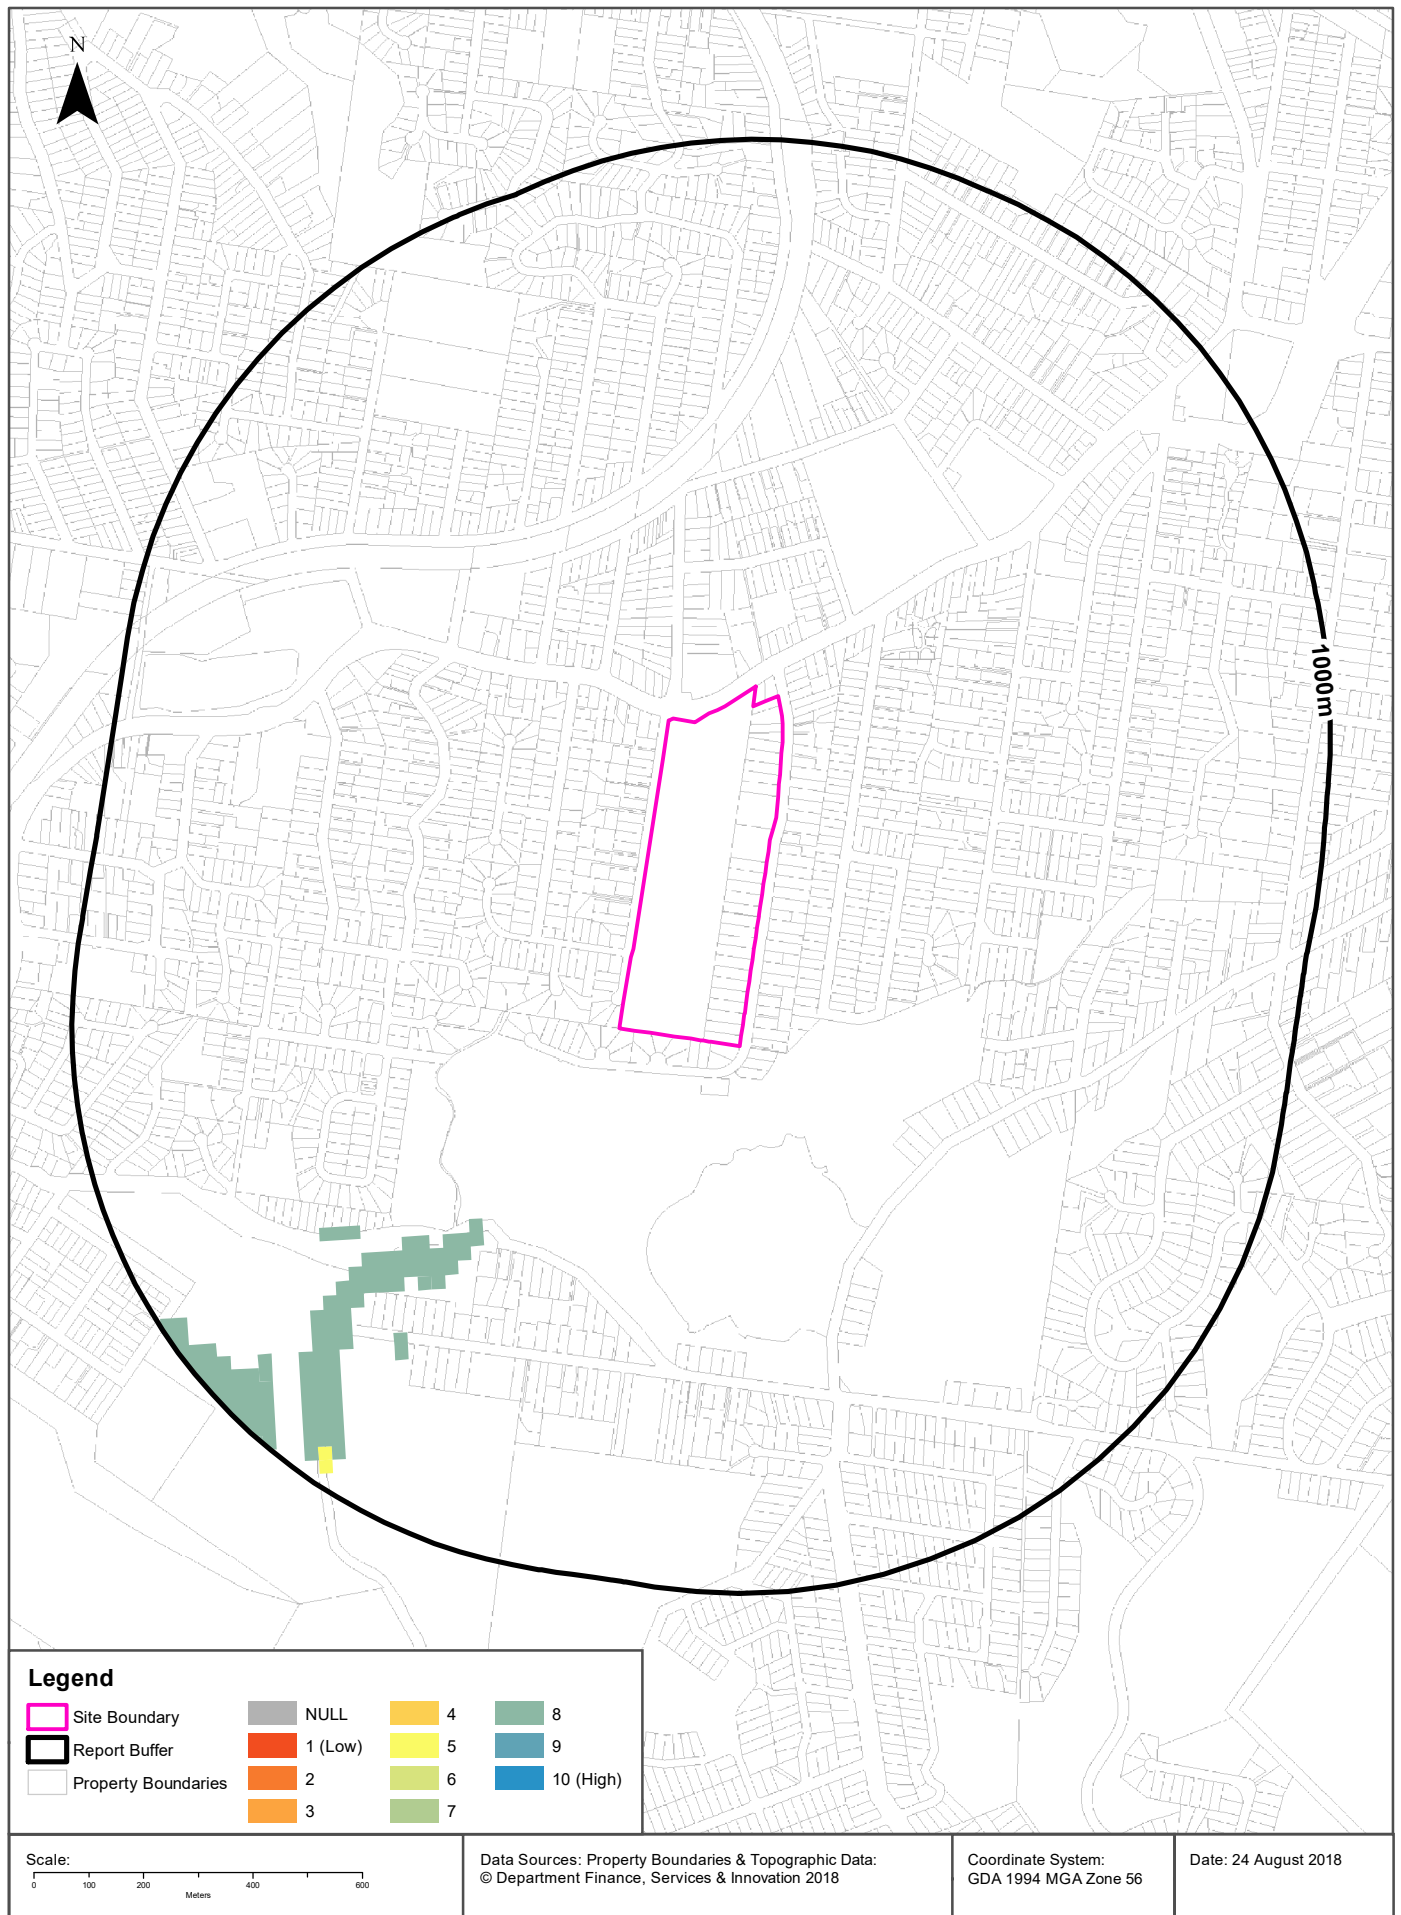 N
1000m
Legend
Site Boundary
Report Buffer
Property Boundaries
NULL
1 (Low)
2
3
4
5
6
7
8
9
10 (High)
Scale:
0 100 200 400 600
Meters
Data Sources: Property Boundaries & Topographic Data:
© Department Finance, Services & Innovation 2018
Coordinate System:
GDA 1994 MGA Zone 56
Date: 24 August 2018